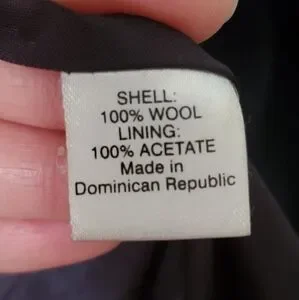 SHELL:
100% WOOL
LINING:
100% ACETATE
Made in
Dominican Republic